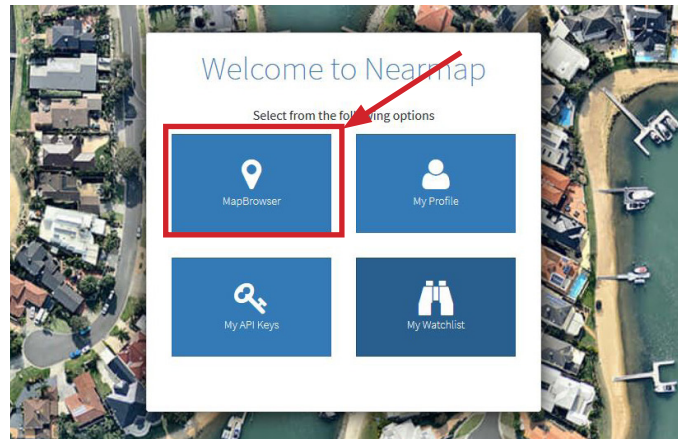 Welcome to Nearmap
Select from the following options
MapBrowser
My Profile
My API Keys
My Watchlist